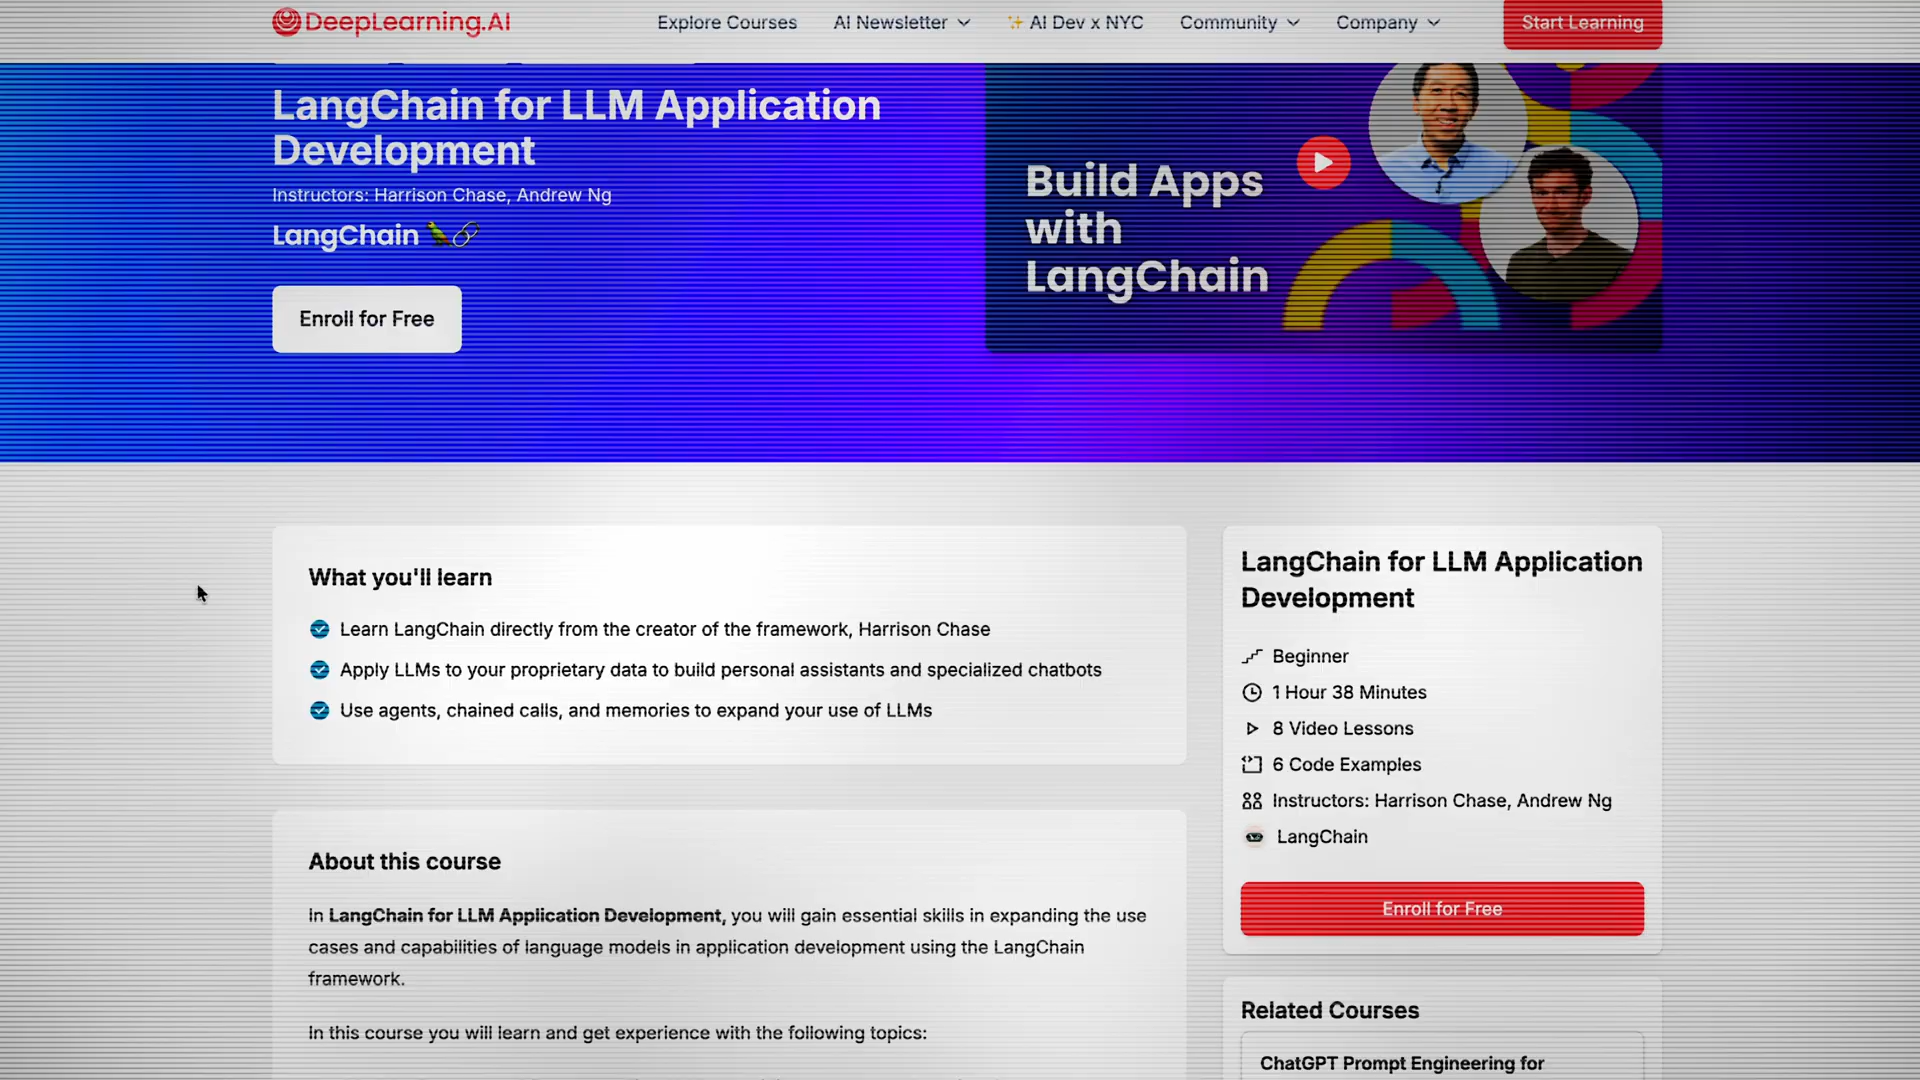 DeepLearning.AI
Explore Courses
AI Newsletter
AI Dev x NYC
Community
Company
Start Learning
LangChain for LLM Application
Development
Instructors: Harrison Chase, Andrew Ng
LangChain
Enroll for Free
Build Apps
with
LangChain
What you'll learn
Learn LangChain directly from the creator of the framework, Harrison Chase
Apply LLMs to your proprietary data to build personal assistants and specialized chatbots
Use agents, chained calls, and memories to expand your use of LLMs
About this course
In LangChain for LLM Application Development, you will gain essential skills in expanding the use
cases and capabilities of language models in application development using the LangChain
framework.
In this course you will learn and get experience with the following topics:
LangChain for LLM Application
Development
Beginner
1 Hour 38 Minutes
8 Video Lessons
6 Code Examples
Instructors: Harrison Chase, Andrew Ng
LangChain
Enroll for Free
Related Courses
ChatGPT Prompt Engineering for